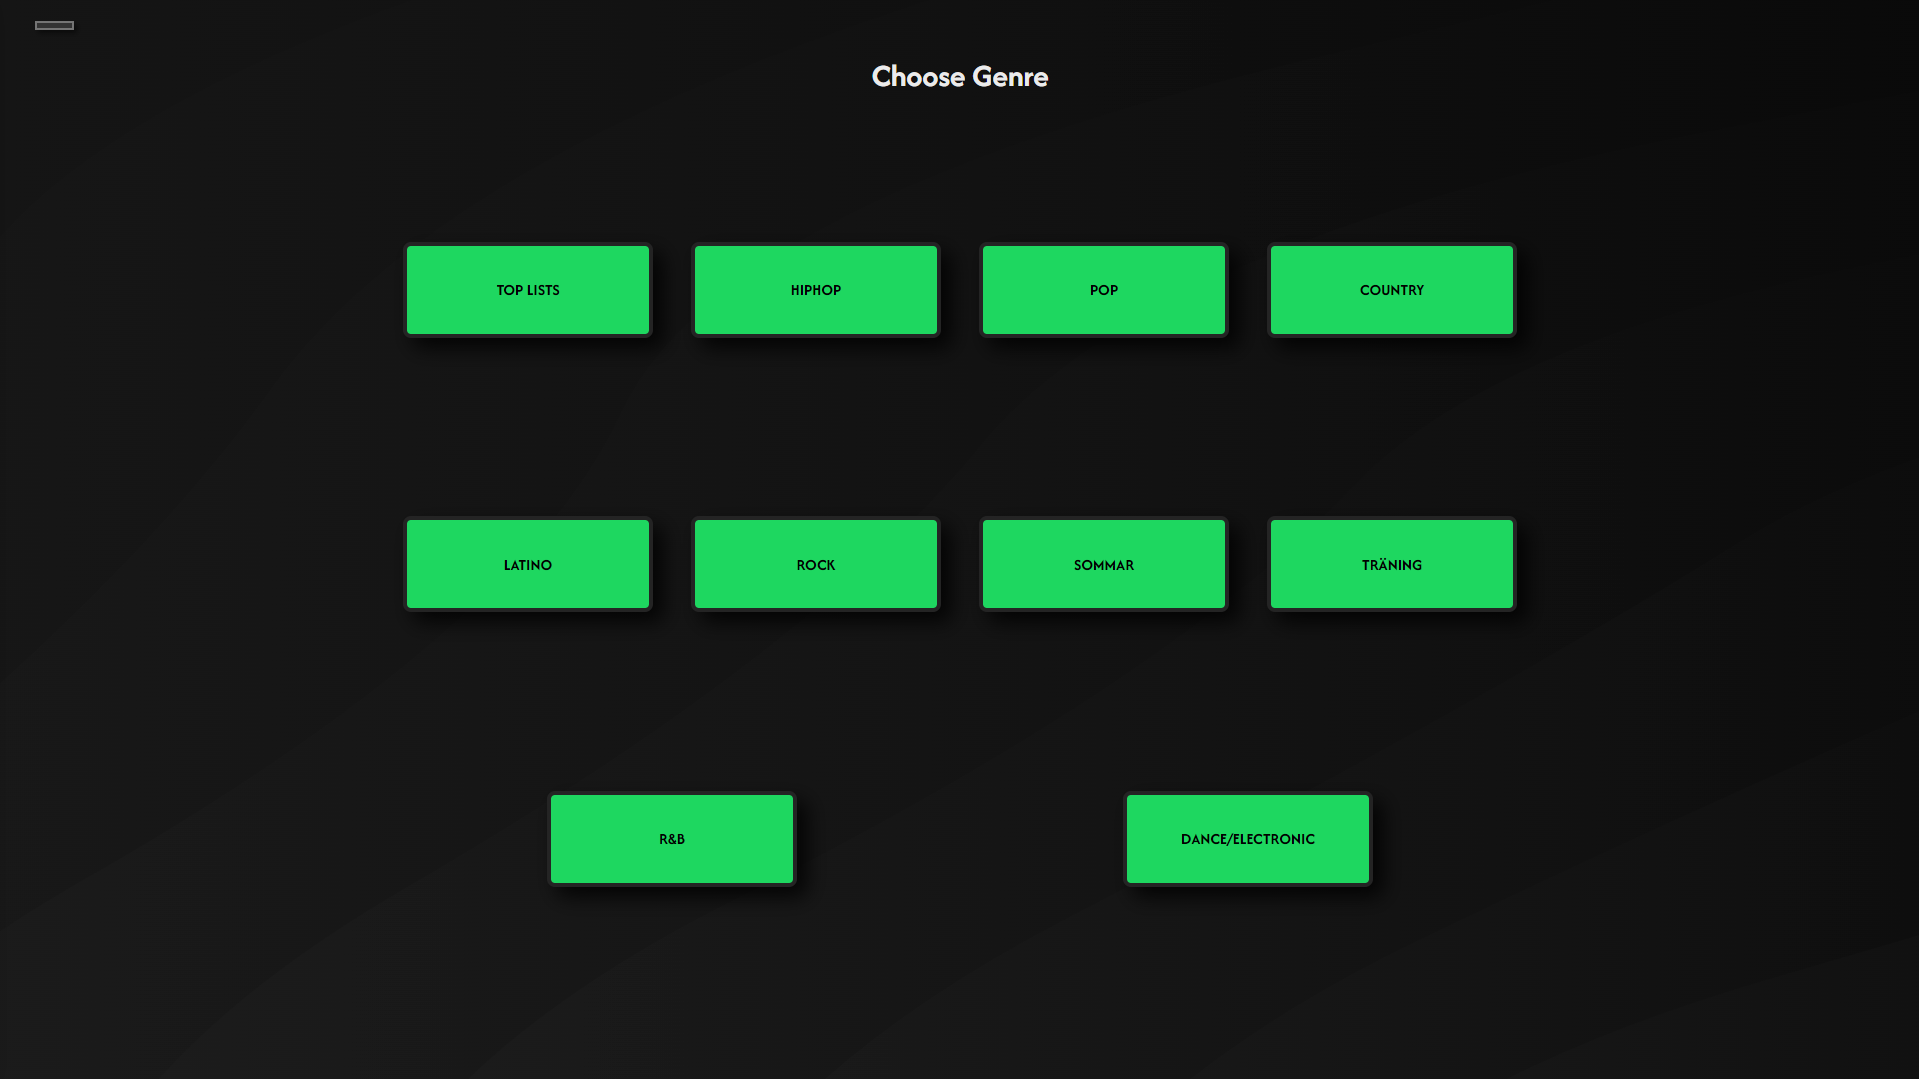 Choose Genre
TOP LISTS
HIPHOP
POP
COUNTRY
LATINO
ROCK
SOMMAR
TRÄNING
R&B
DANCE/ELECTRONIC